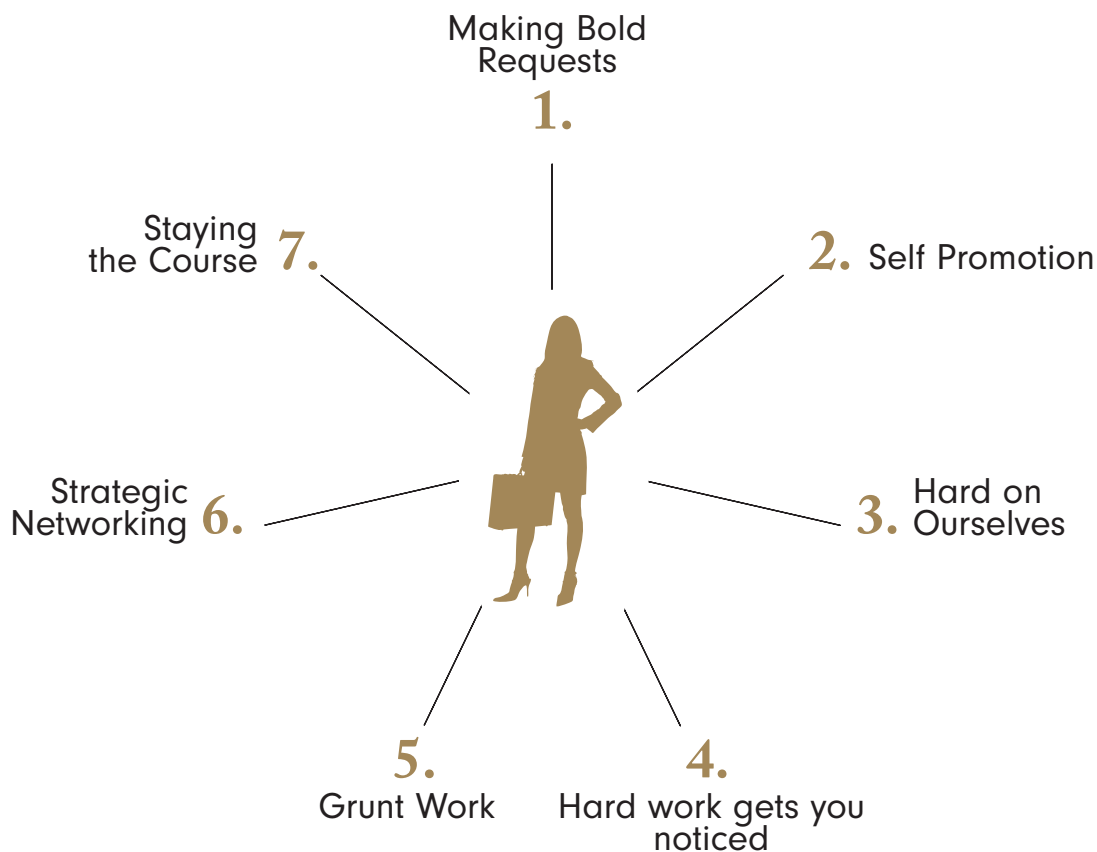 Making Bold
Requests
1.
2. Self Promotion
3. Hard on
Ourselves
4.
Hard work gets you
noticed
5.
Grunt Work
Strategic
Networking 6.
Staying
the Course 7.